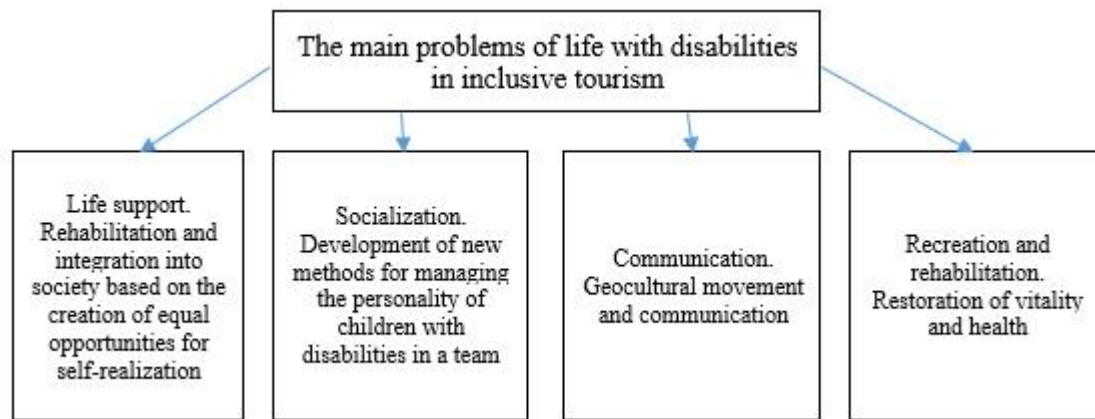 The main problems of life with disabilities
in inclusive tourism
Life support.
Rehabilitation and
integration into
society based on the
creation of equal
opportunities for
self-realization
Socialization.
Development of new
methods for managing
the personality of
children with
disabilities in a team
Communication.
Geocultural movement
and communication
Recreation and
rehabilitation.
Restoration of vitality
and health